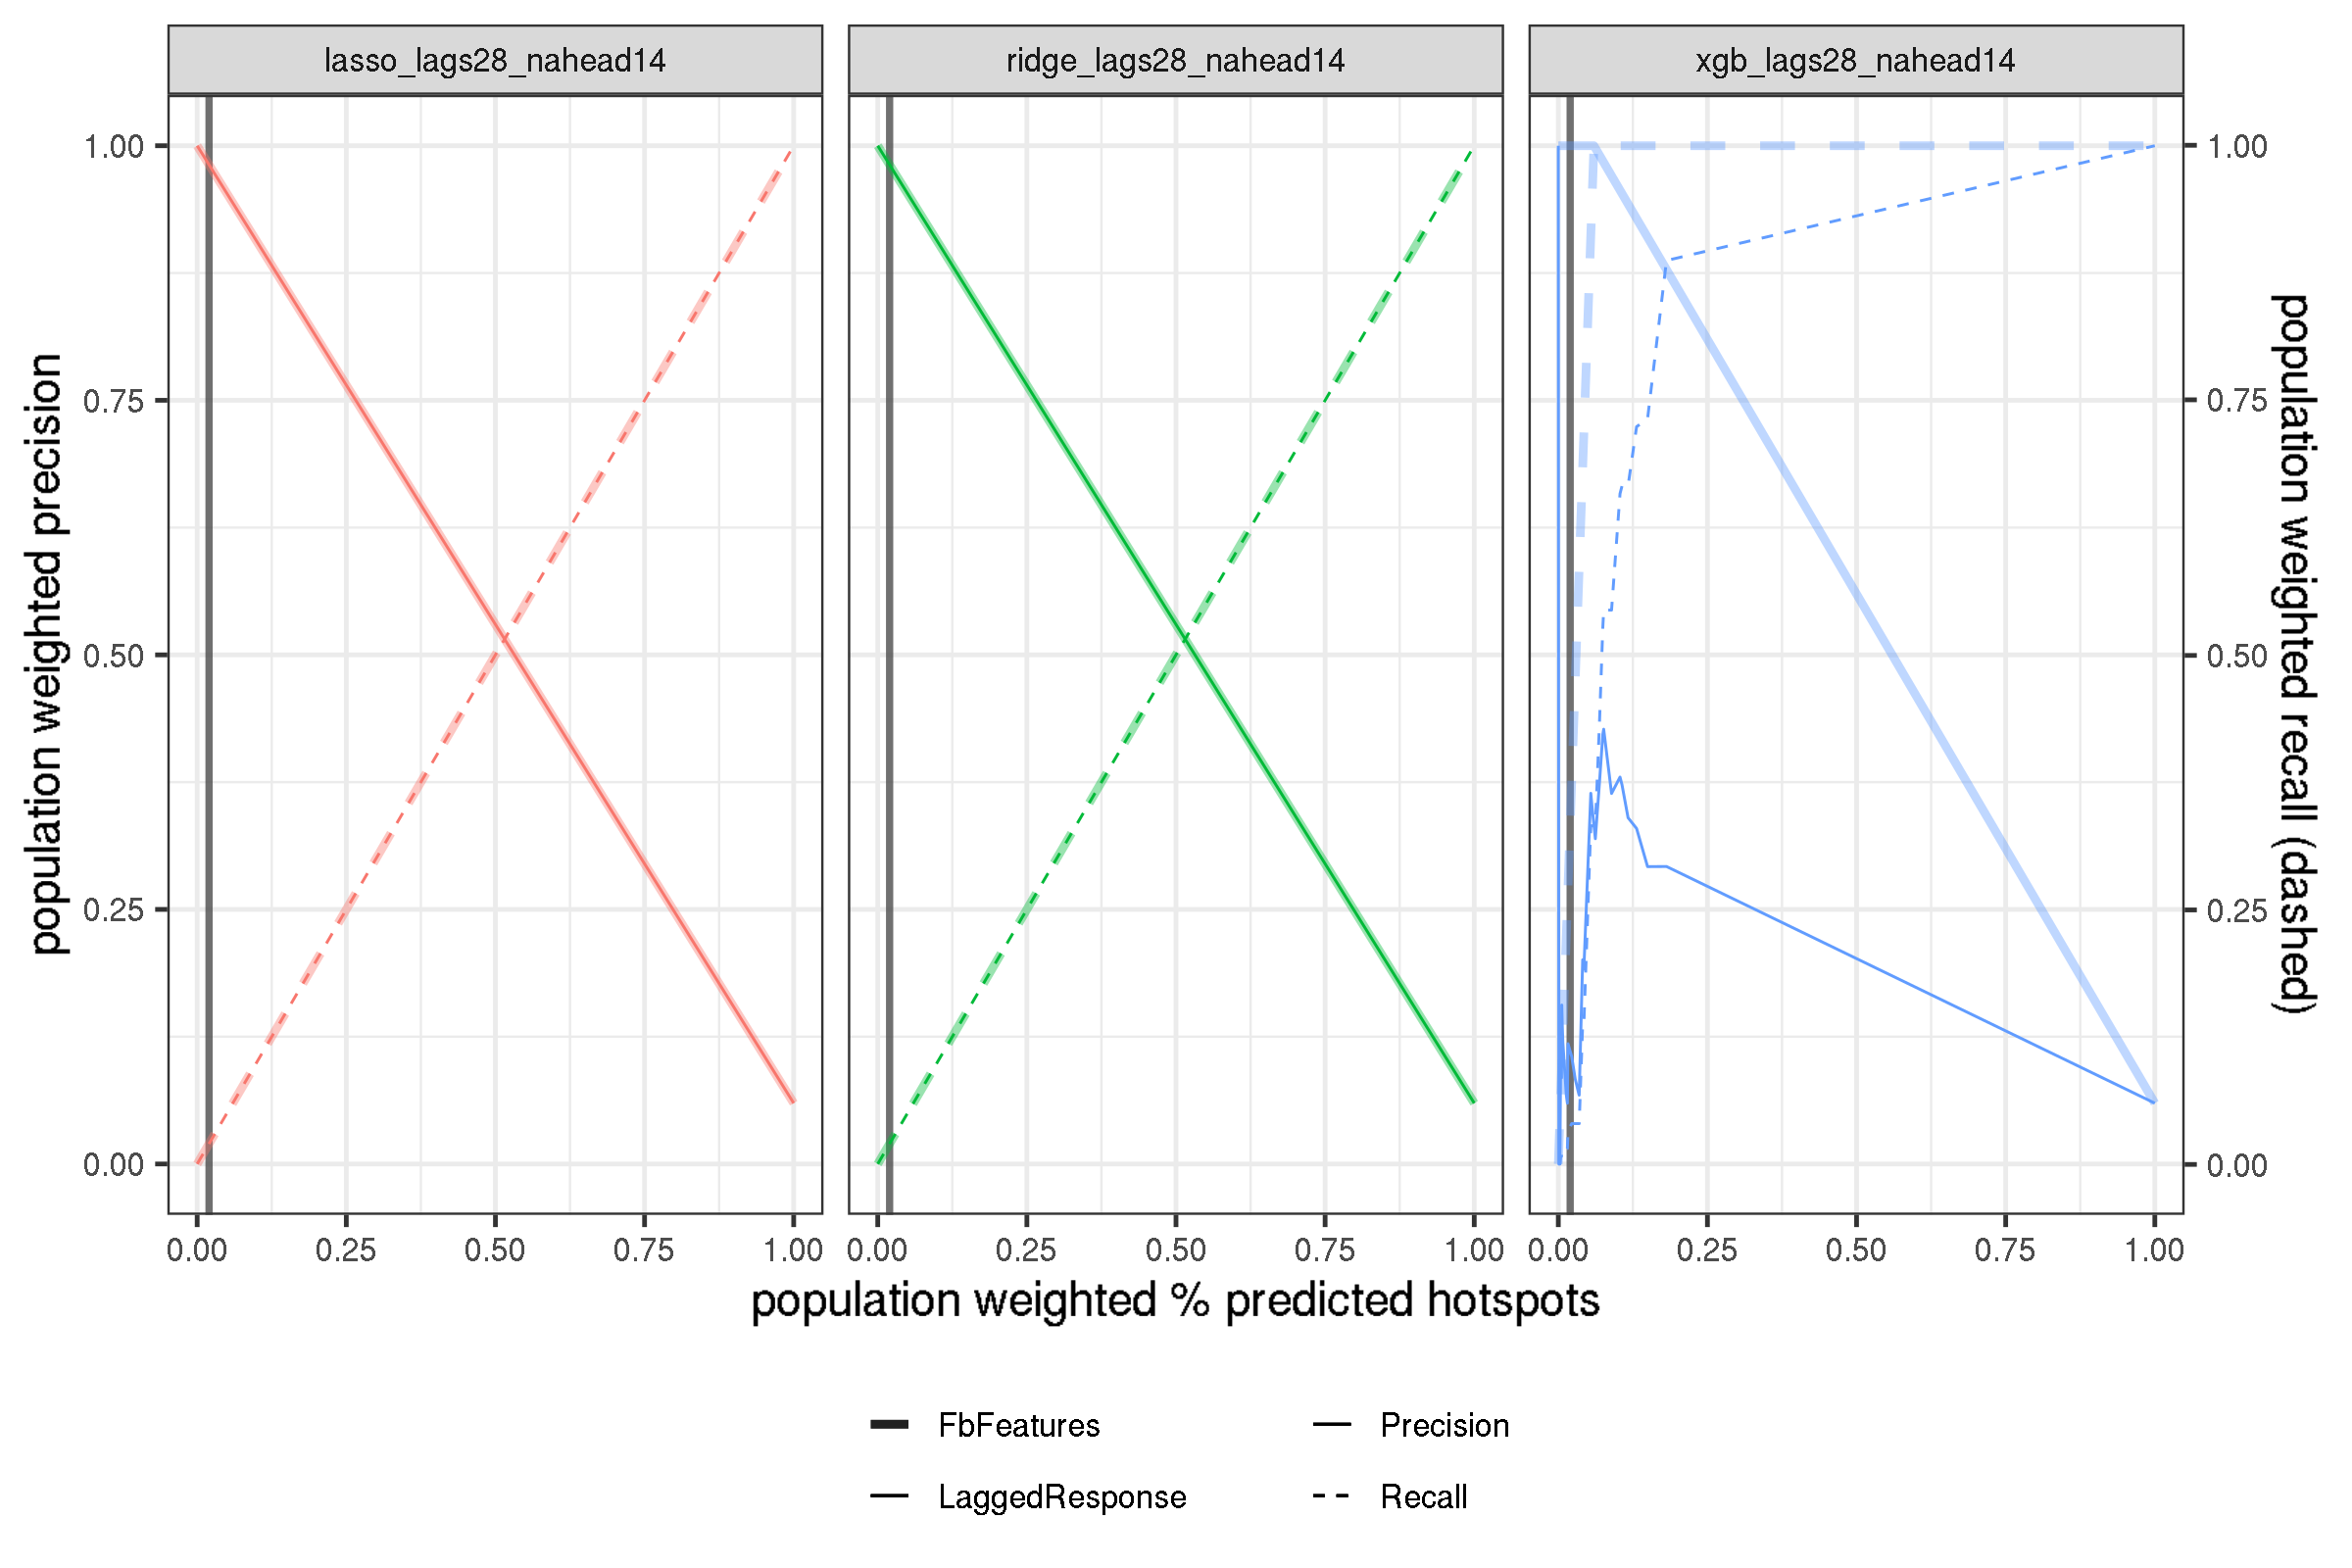 lasso_lags28_nahead14
ridge_lags28_nahead14
xgb_lags28_nahead14
population weighted precision
1.00
0.75
0.50
0.25
0.00
1.00
0.75
0.50
0.25
0.00
population weighted recall (dashed)
0.00 0.25 0.50 0.75 1.00
0.00 0.25 0.50 0.75 1.00
0.00 0.25 0.50 0.75 1.00
population weighted % predicted hotspots
FbFeatures
LaggedResponse
Precision
Recall